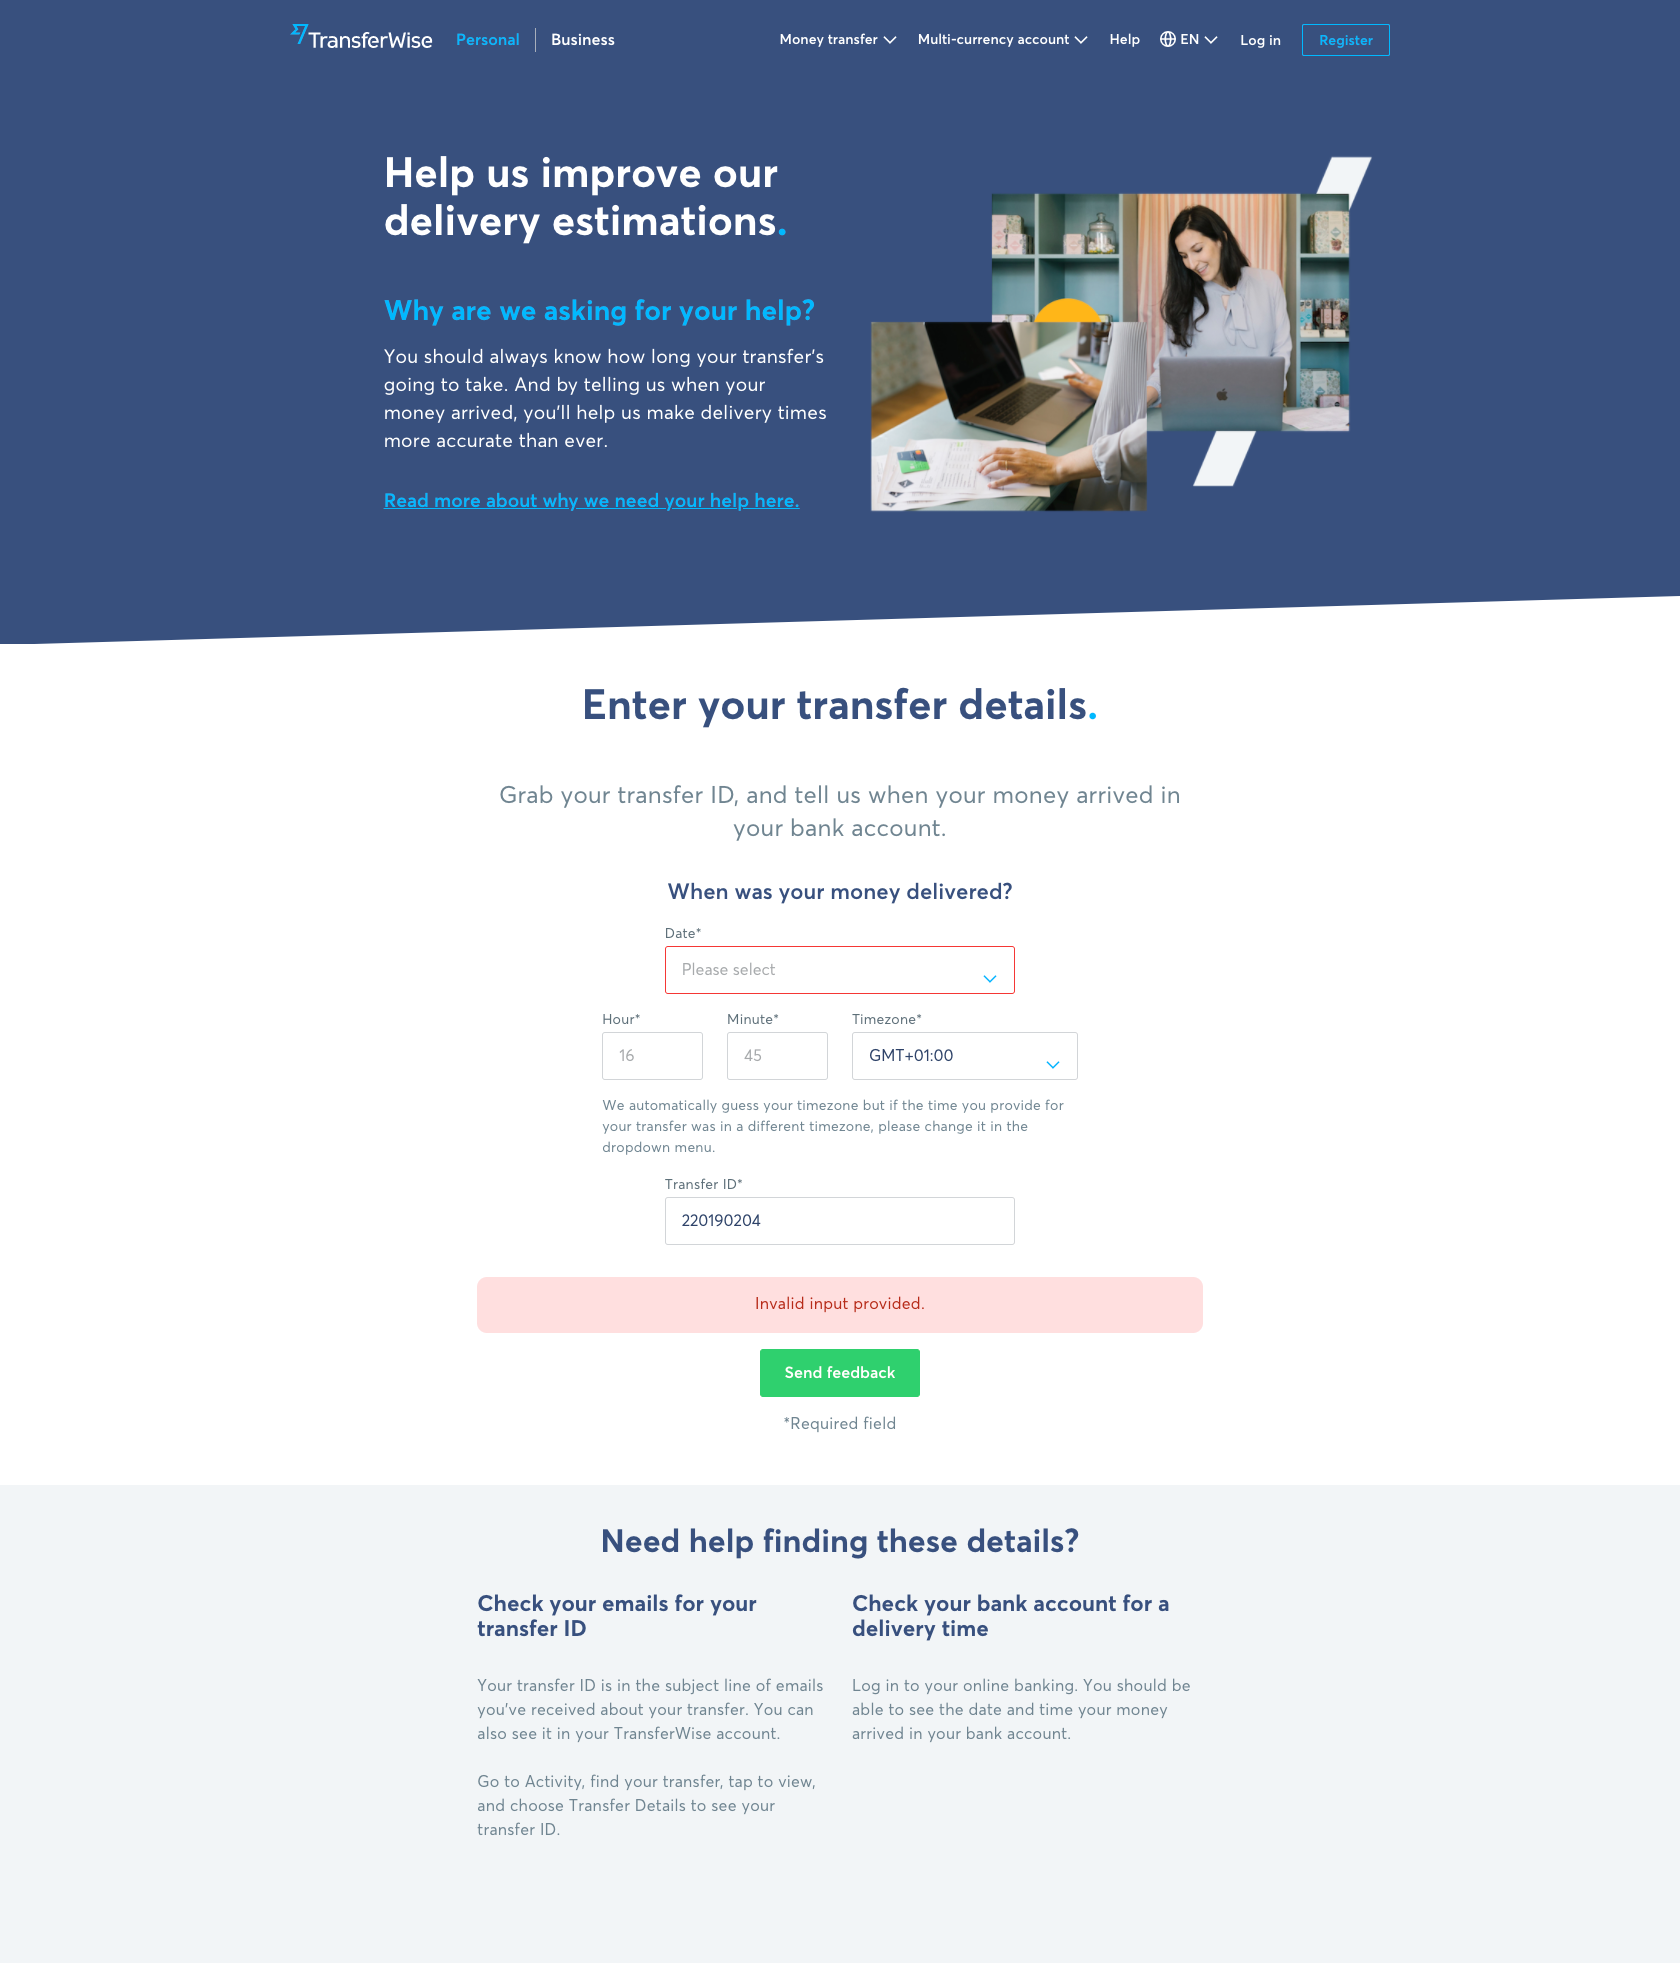 TransferWise Personal Business Money transfer Multi-currency account Help EN Log in Register
Help us improve our
delivery estimations.
Why are we asking for your help?
You should always know how long your transfer's
going to take. And by telling us when your
money arrived, you'll help us make delivery times
more accurate than ever.
Read more about why we need your help here.
Enter your transfer details.
Grab your transfer ID, and tell us when your money arrived in
your bank account.
When was your money delivered?
Date*
Please select
Hour* Minute* Timezone*
16 45 GMT+01:00
We automatically guess your timezone but if the time you provide for
your transfer was in a different timezone, please change it in the
dropdown menu.
Transfer ID*
220190204
Invalid input provided.
Send feedback
*Required field
Need help finding these details?
Check your emails for your
transfer ID
Your transfer ID is in the subject line of emails
you've received about your transfer. You can
also see it in your TransferWise account.
Go to Activity, find your transfer, tap to view,
and choose Transfer Details to see your
transfer ID.
Check your bank account for a
delivery time
Log in to your online banking. You should be
able to see the date and time your money
arrived in your bank account.